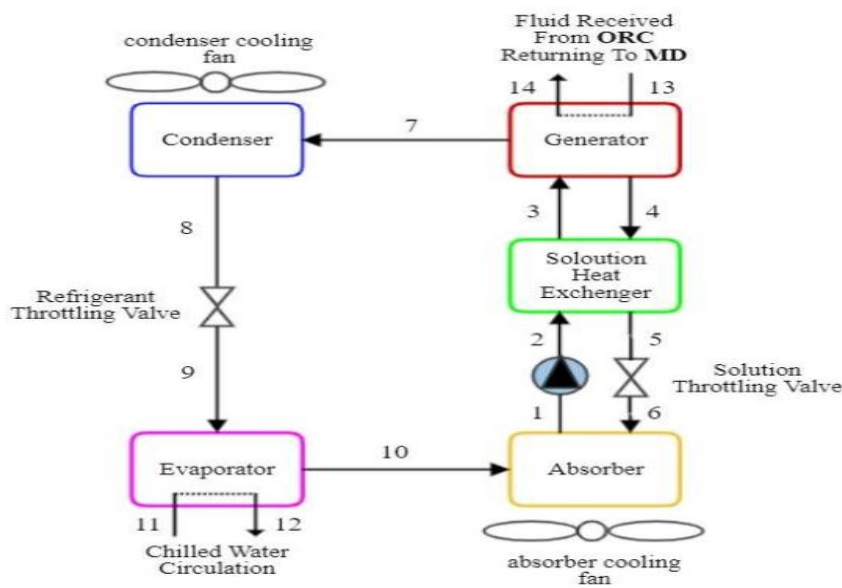 condenser cooling
fan
Fluid Received
From ORC
Returning To MD
14
13
Condenser
7
Generator
8
3
4
Refrigerant
Throttling Valve
Soloution
Heat
Exchenger
2
5
9
Solution
Throttling Valve
1
6
Evaporator
10
Absorber
11
12
Chilled Water
Circulation
absorber cooling
fan